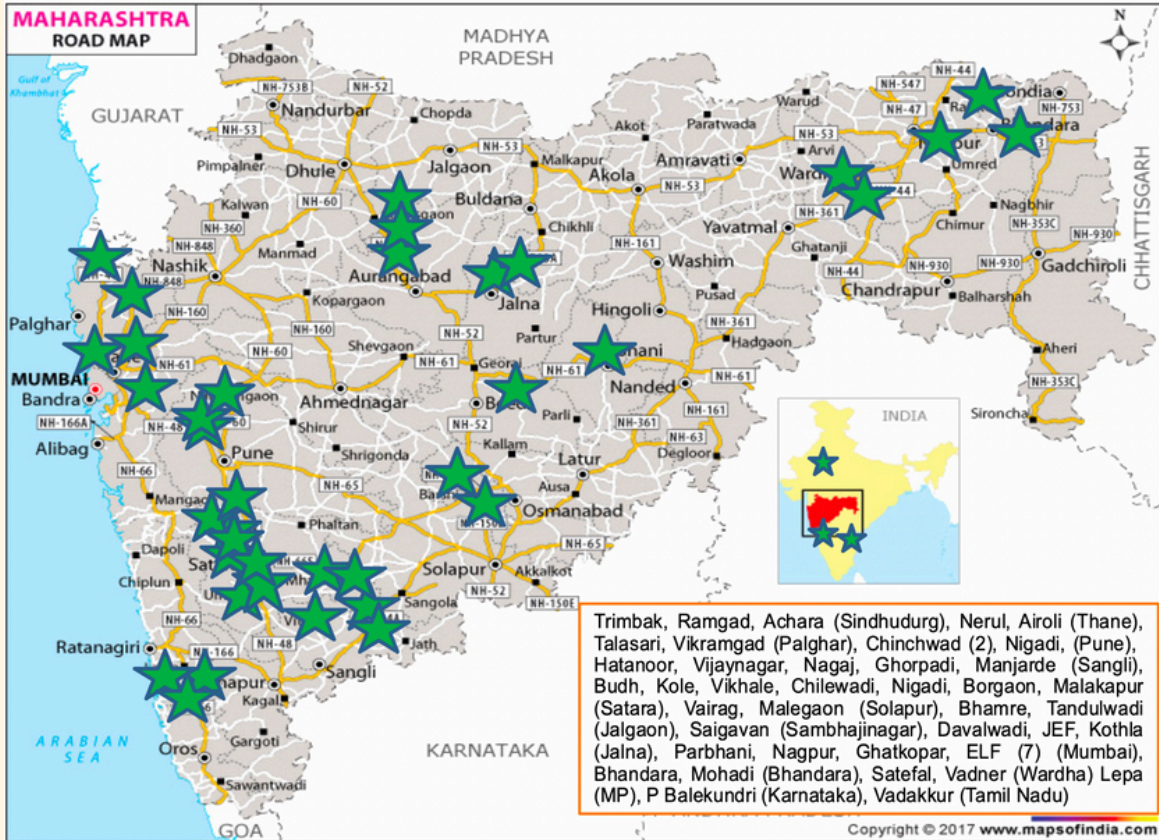 MAHARASHTRA
ROAD MAP
N
MADHYA
PRADESH
Gulf of
Khambhat
GUJARAT
CHHATTISGARH
Dhadgaon
NH-753B
NH-52
Nandurbar
Chopda
NH-53
Pimpalner
Dhule
Jalgaon
NH-53
Malkapur
Akot
Paratwada
Warud
NH-547
NH-44
NH-47
NH-753
NH-53
Arvi
Amravati
Akola
NH-53
Umred
Buldana
Chikhli
Kalwan
NH-60
NH-360
NH-848
Manmad
Nashik
NH-848
Aurangabad
Jalna
NH-161
Washim
Yavatmal
NH-361
NH-44
Ghatanji
Nagbhir
Chimur
NH-353C
NH-930
NH-930
NH-930
NH-44
Gadchiroli
Chandrapur
Balharshah
Pusad
Hingoli
Kopargaon
NH-160
NH-160
Palghar
NH-52
Partur
NH-361
Hadgaon
NH-61
NH-60
Shevgaon
NH-61
Georai
NH-61
NH-61
Nanded
Aheri
NH-353C
Sironcha
MUMBAI
Bandra
Ahmednagar
NH-166A
NH-48
Alibag
Shirur
NH-52
Parli
NH-161
NH-361
NH-63
Degloor
Pune
Shrigonda
Kallam
Latur
NH-66
NH-65
Ausa
Osmanabad
Phaltan
Dapoli
Chiplun
Solapur
NH-65
Akkalkot
NH-52
NH-150E
Sangola
NH-66
Ratanagiri
NH-166
NH-48
Jath
Sangli
Kagal
Oros
Gargoti
Sawantwadi
ARABIAN
SEA
KARNATAKA
GOA
INDIA
Trimbak, Ramgad, Achara (Sindhudurg), Nerul, Airoli (Thane),
Talasari, Vikramgad (Palghar), Chinchwad (2), Nigadi, (Pune),
Hatanoor, Vijaynagar, Nagaj, Ghorpadi, Manjarde (Sangli),
Budh, Kole, Vikhale, Chilewadi, Nigadi, Borgaon, Malakapur
(Satara), Vairag, Malegaon (Solapur), Bhamre, Tandulwadi
(Jalgaon), Saigavan (Sambhajinagar), Davalwadi, JEF, Kothla
(Jalna), Parbhani, Nagpur, Ghatkopar, ELF (7) (Mumbai),
Bhandara, Mohadi (Bhandara), Satefal, Vadner (Wardha) Lepa
(MP), P Balekundri (Karnataka), Vadakkur (Tamil Nadu)
Copyright © 2017 www.mapsofindia.com